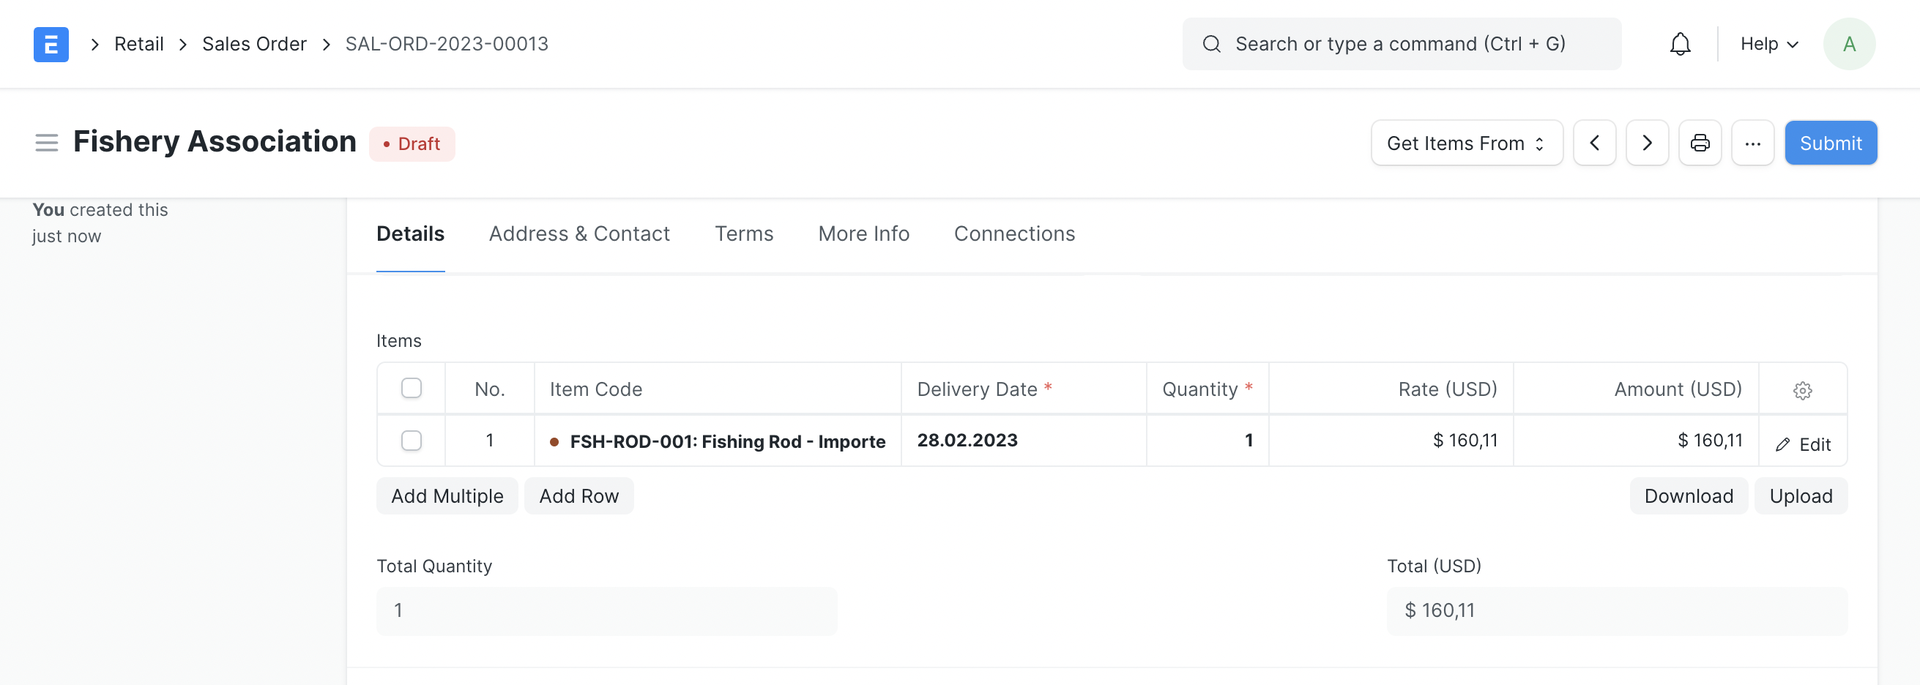 E Retail Sales Order SAL-ORD-2023-00013 Search or type a command (Ctrl + G) Help A
Fishery Association • Draft Get Items From ... Submit
You created this
just now
Details Address & Contact Terms More Info Connections
Items
No. Item Code Delivery Date * Quantity * Rate (USD) Amount (USD)
1 FSH-ROD-001: Fishing Rod - Importe 28.02.2023 1 $ 160,11 $ 160,11 Edit
Add Multiple Add Row Download Upload
Total Quantity Total (USD)
1 $ 160,11